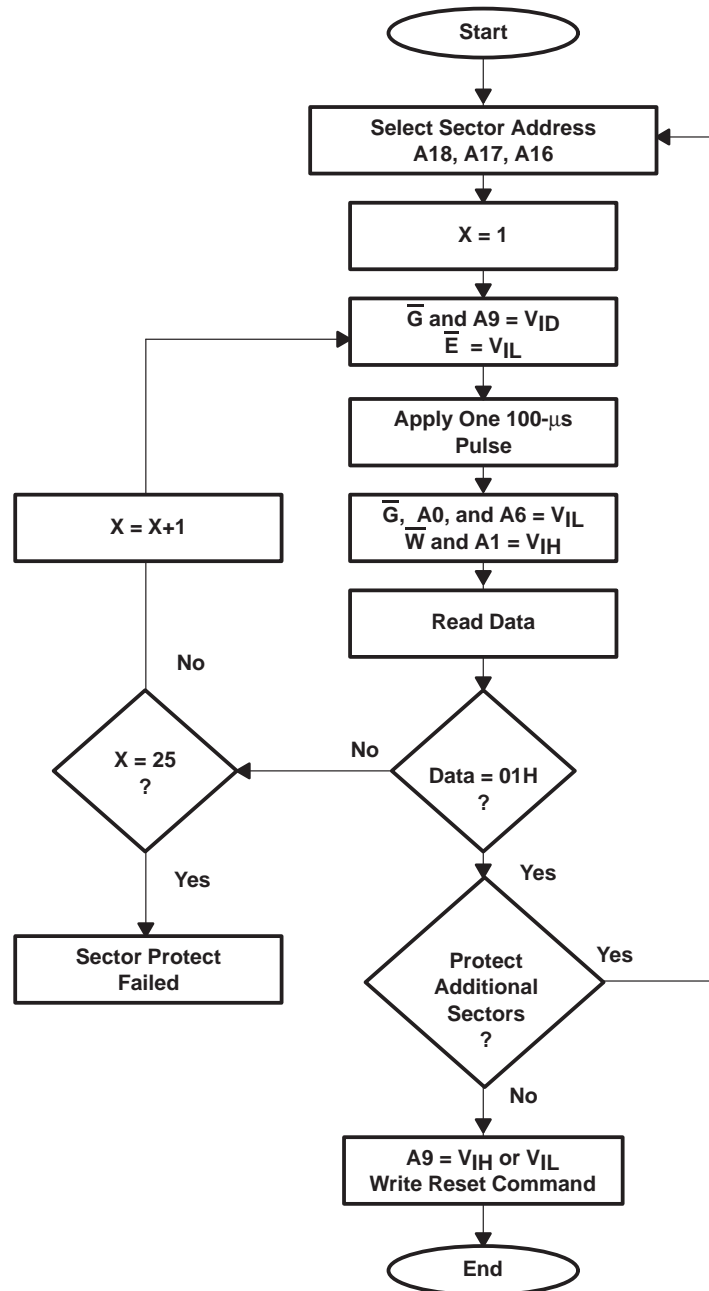 Start
Select Sector Address
A18, A17, A16
X = 1
G̅ and A9 = VID
E̅ = VIL
Apply One 100-μs
Pulse
X = X+1
G̅, A0, and A6 = VIL
W̅ and A1 = VIH
Read Data
No
X = 25
?
No
Data = 01H
?
Yes
Yes
Sector Protect
Failed
Protect
Additional
Sectors
?
Yes
No
A9 = VIH or VIL
Write Reset Command
End